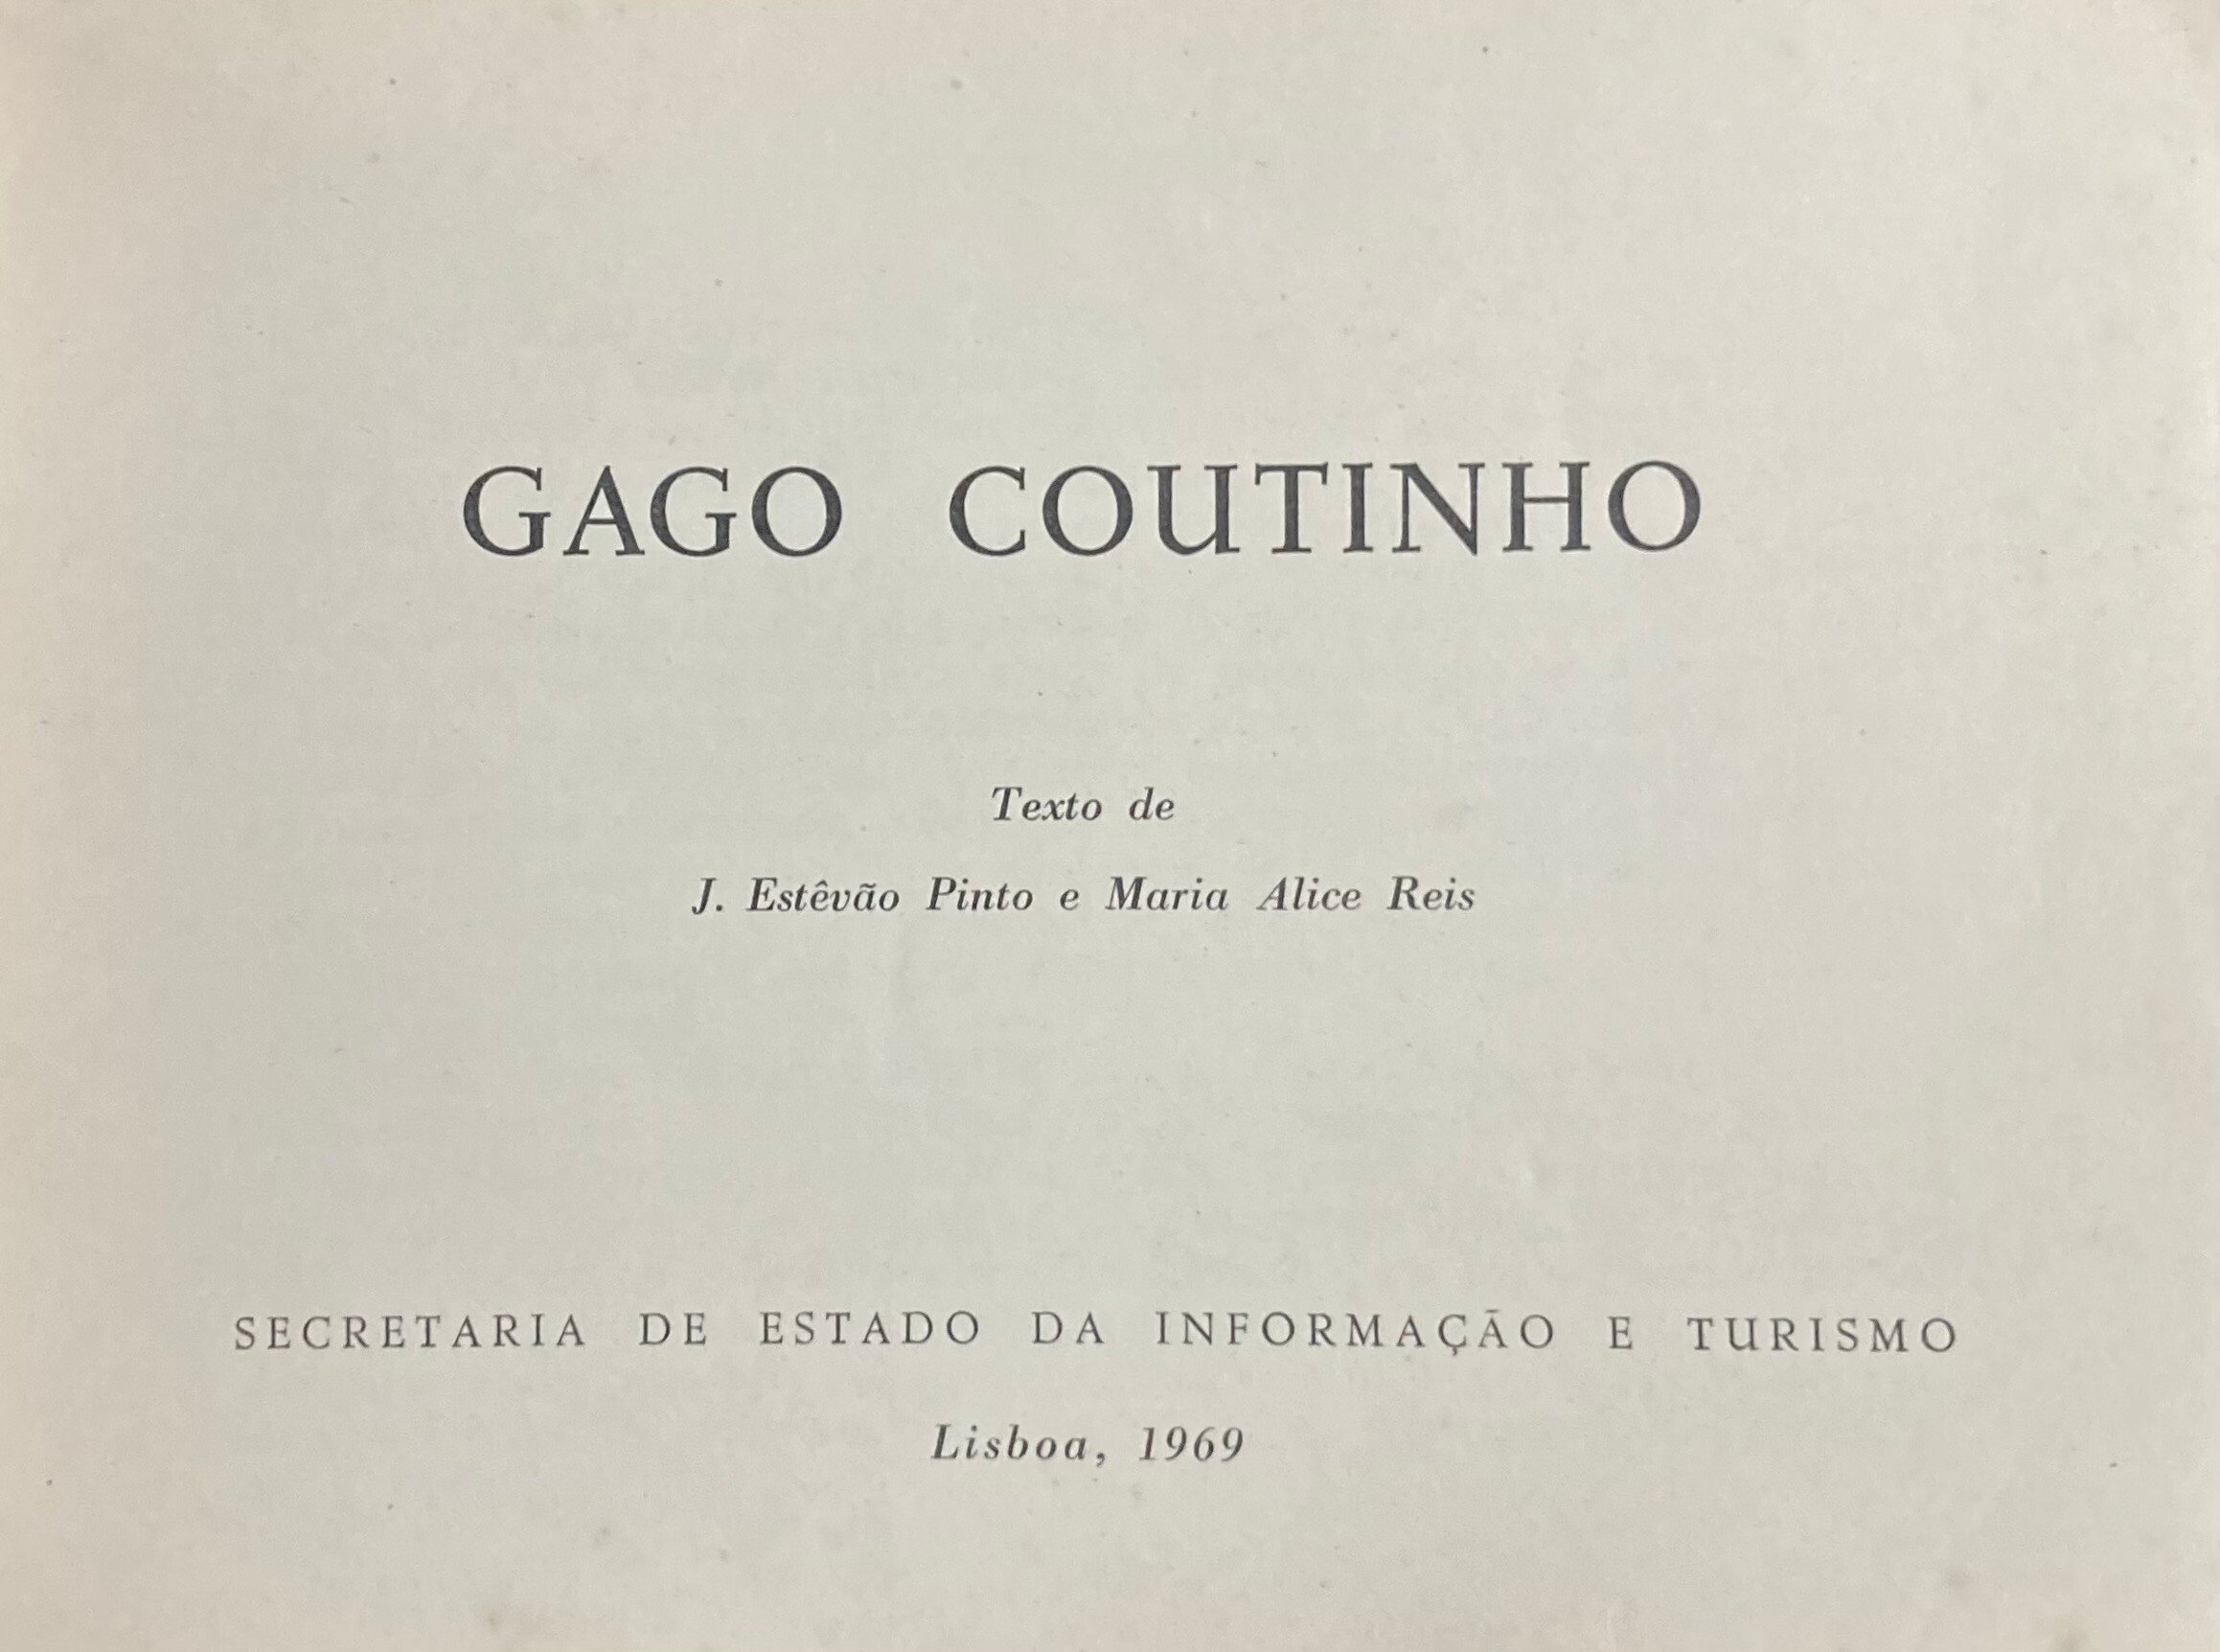 GAGO COUTINHO
Texto de
J. Estêvão Pinto e Maria Alice Reis
SECRETARIA DE ESTADO DA INFORMAÇÃO E TURISMO
Lisboa, 1969